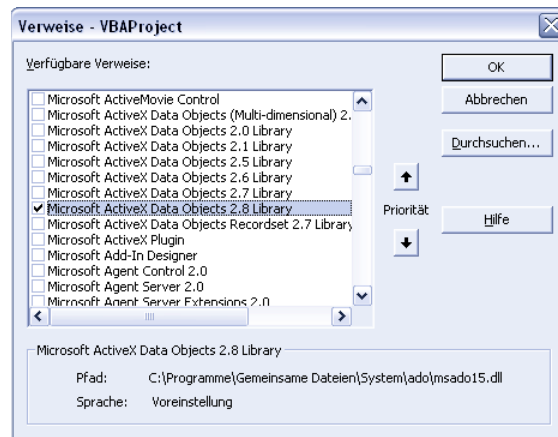 Verweise - VBAProject
Verfügbare Verweise:
OK
Microsoft ActiveMovie Control
Microsoft ActiveX Data Objects (Multi-dimensional) 2.
Microsoft ActiveX Data Objects 2.0 Library
Microsoft ActiveX Data Objects 2.1 Library
Microsoft ActiveX Data Objects 2.5 Library
Microsoft ActiveX Data Objects 2.6 Library
Microsoft ActiveX Data Objects 2.7 Library
Microsoft ActiveX Data Objects 2.8 Library
Microsoft ActiveX Data Objects Recordset 2.7 Library
Microsoft ActiveX Plugin
Microsoft Add-In Designer
Microsoft Agent Control 2.0
Microsoft Agent Server 2.0
Microsoft Agent Server Extensions 2.0
Abbrechen
Durchsuchen...
Priorität
Hilfe
Microsoft ActiveX Data Objects 2.8 Library
Pfad: C:\Programme\Gemeinsame Dateien\System\ado\msado15.dll
Sprache: Voreinstellung